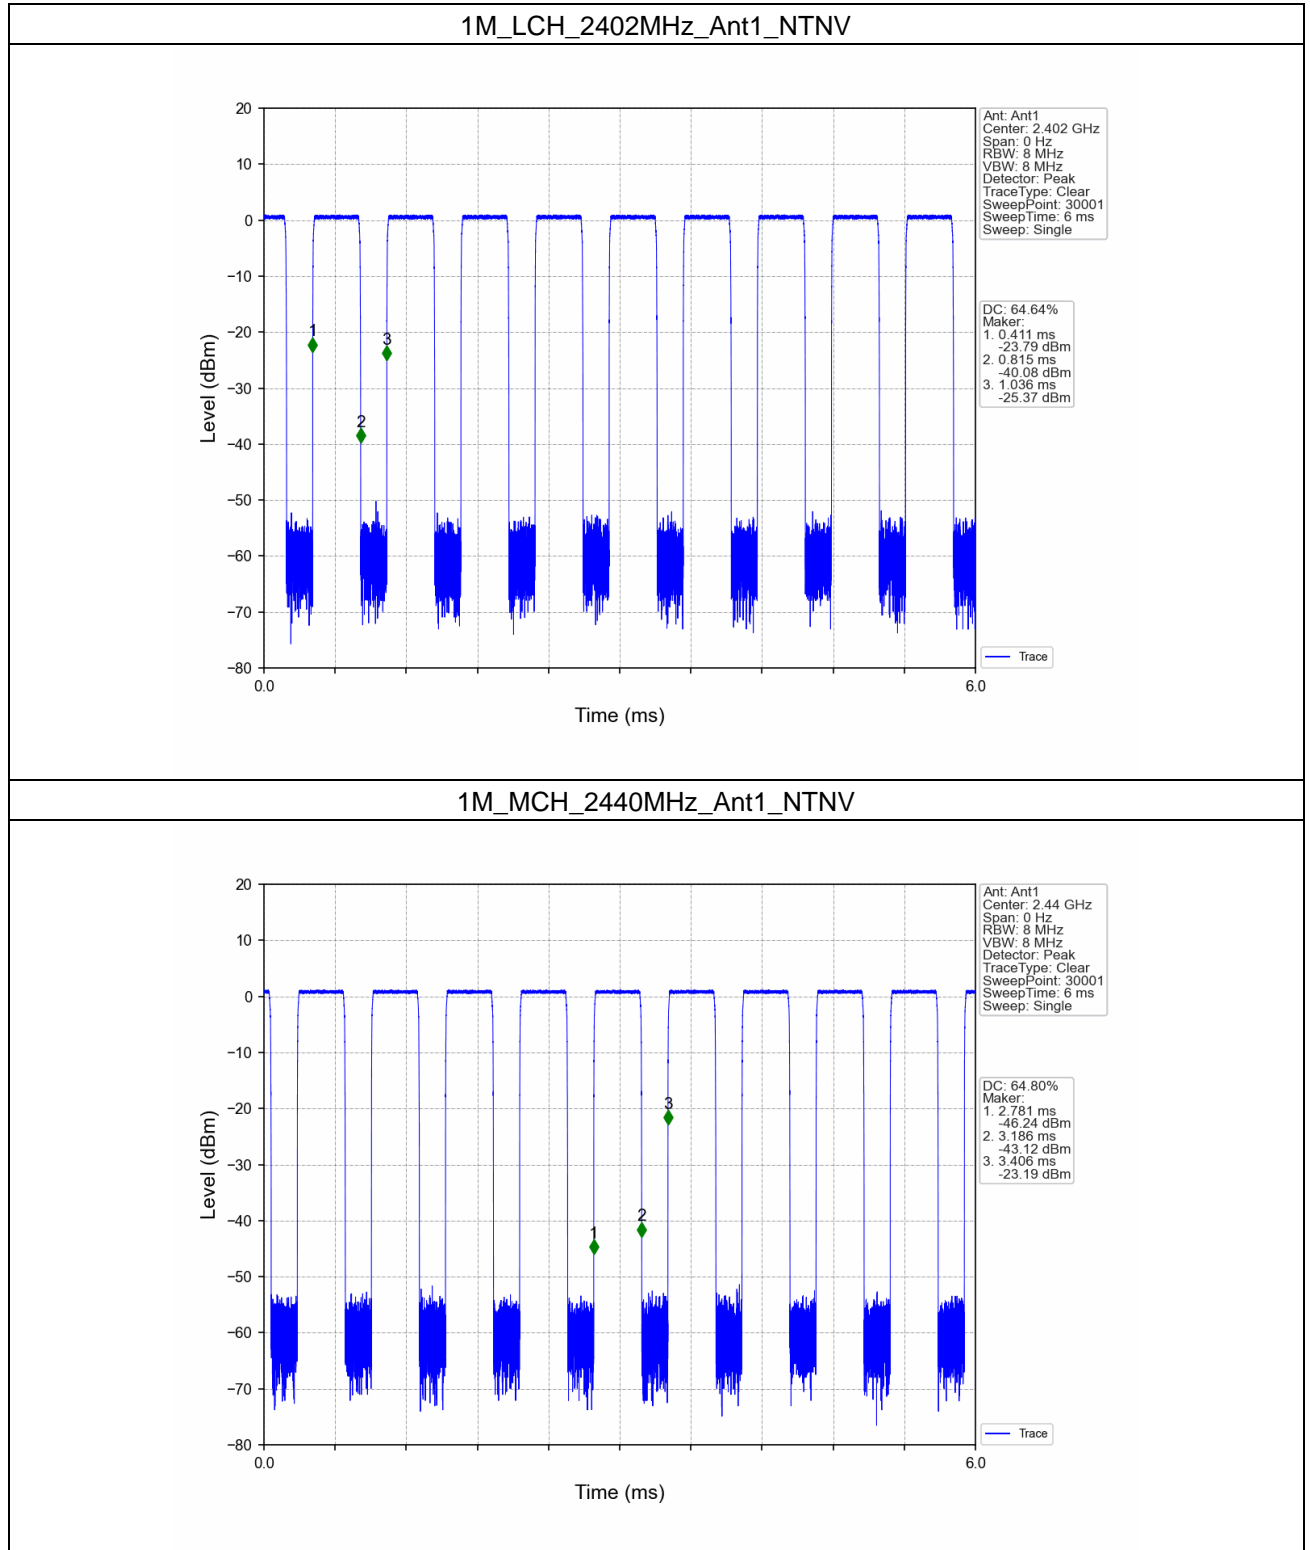 1M_LCH_2402MHz_Ant1_NTNV
20
10
0
−10
−20
−30
−40
−50
−60
−70
−80
Level (dBm)
1
2
3
0.0
6.0
Time (ms)
Ant: Ant1
Center: 2.402 GHz
Span: 0 Hz
RBW: 8 MHz
VBW: 8 MHz
Detector: Peak
TraceType: Clear
SweepPoint: 30001
SweepTime: 6 ms
Sweep: Single
DC: 64.64%
Maker:
1. 0.411 ms
-23.79 dBm
2. 0.815 ms
-40.08 dBm
3. 1.036 ms
-25.37 dBm
Trace
1M_MCH_2440MHz_Ant1_NTNV
20
10
0
−10
−20
−30
−40
−50
−60
−70
−80
Level (dBm)
1
2
3
0.0
6.0
Time (ms)
Ant: Ant1
Center: 2.44 GHz
Span: 0 Hz
RBW: 8 MHz
VBW: 8 MHz
Detector: Peak
TraceType: Clear
SweepPoint: 30001
SweepTime: 6 ms
Sweep: Single
DC: 64.80%
Maker:
1. 2.781 ms
-46.24 dBm
2. 3.186 ms
-43.12 dBm
3. 3.406 ms
-23.19 dBm
Trace